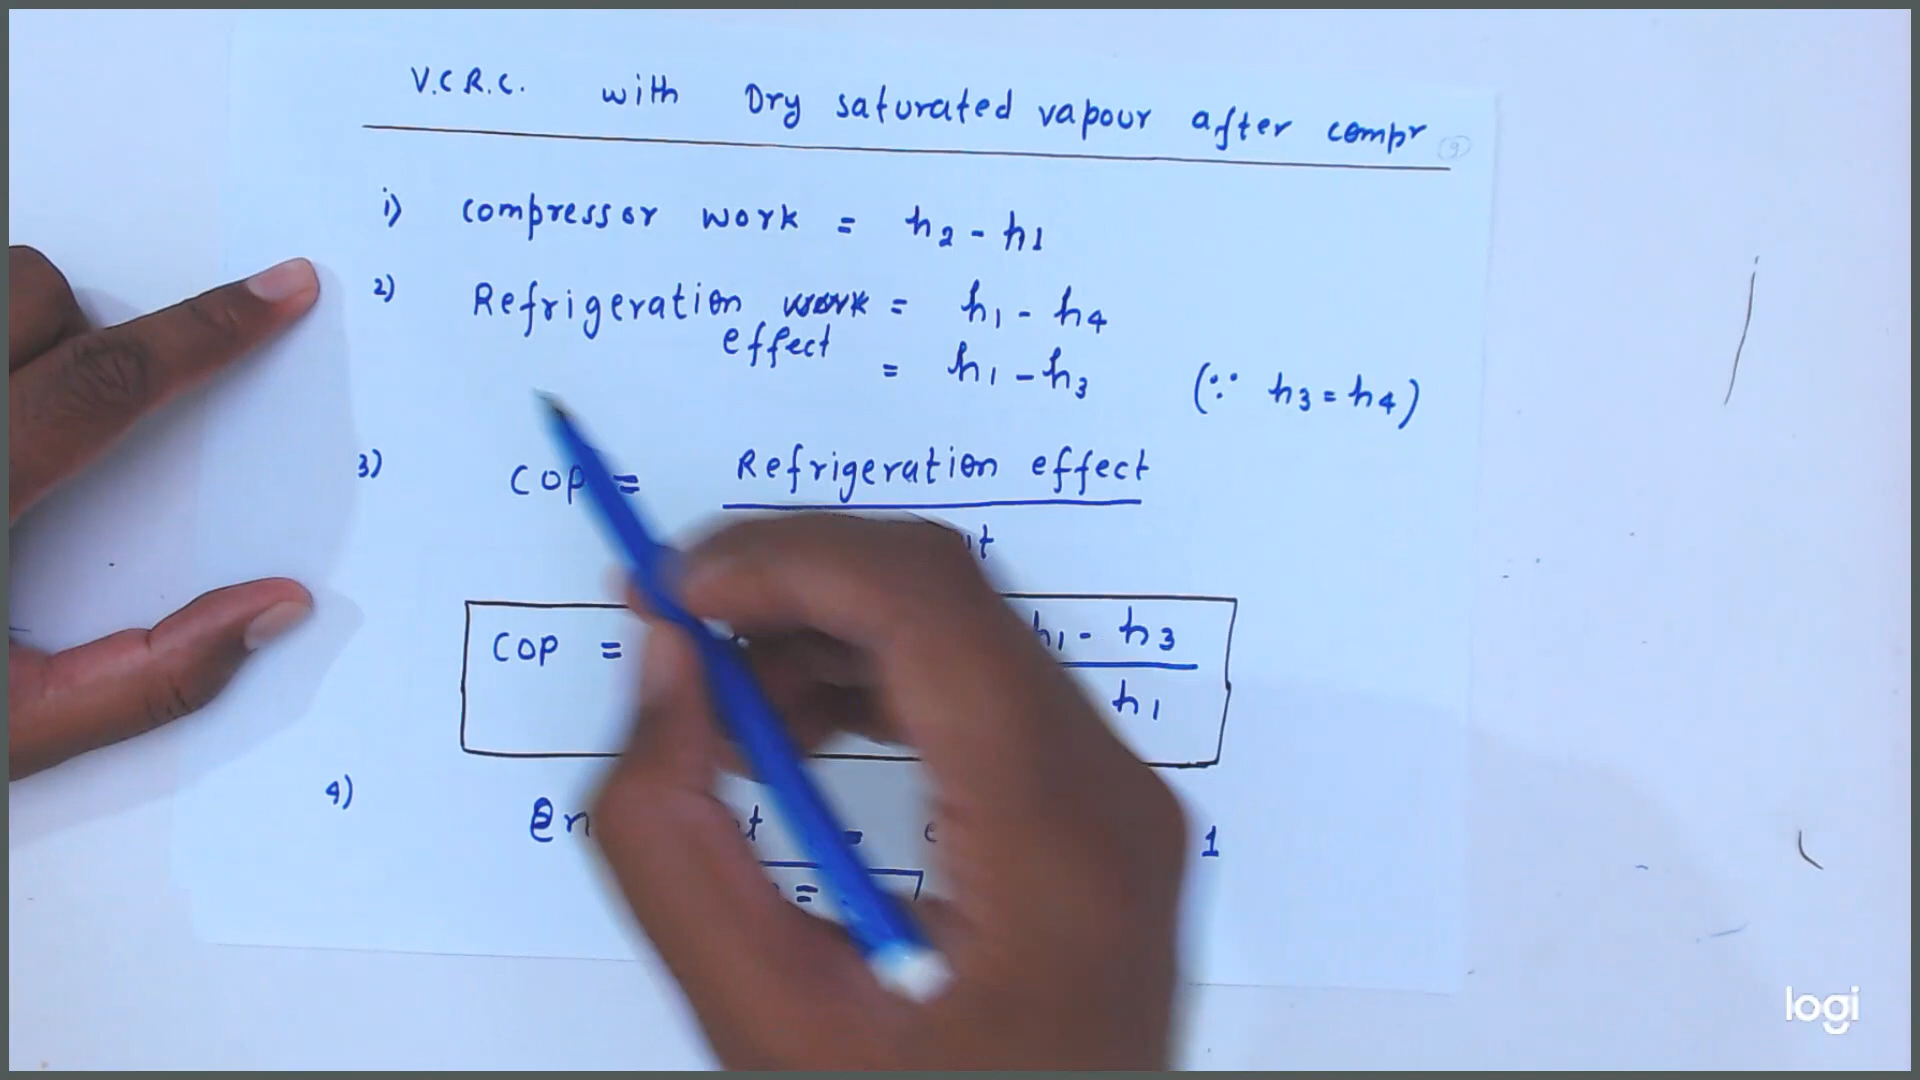 V.C.R.C. with Dry saturated vapour after compr
i) compressor work = h2 - h1
2) Refrigeration work = h1 - h4
effect
= h1 - h3 (∵ h3 = h4)
3) COP = Refrigeration effect
COP = h1 - h3
h1
4) 1
=
logi